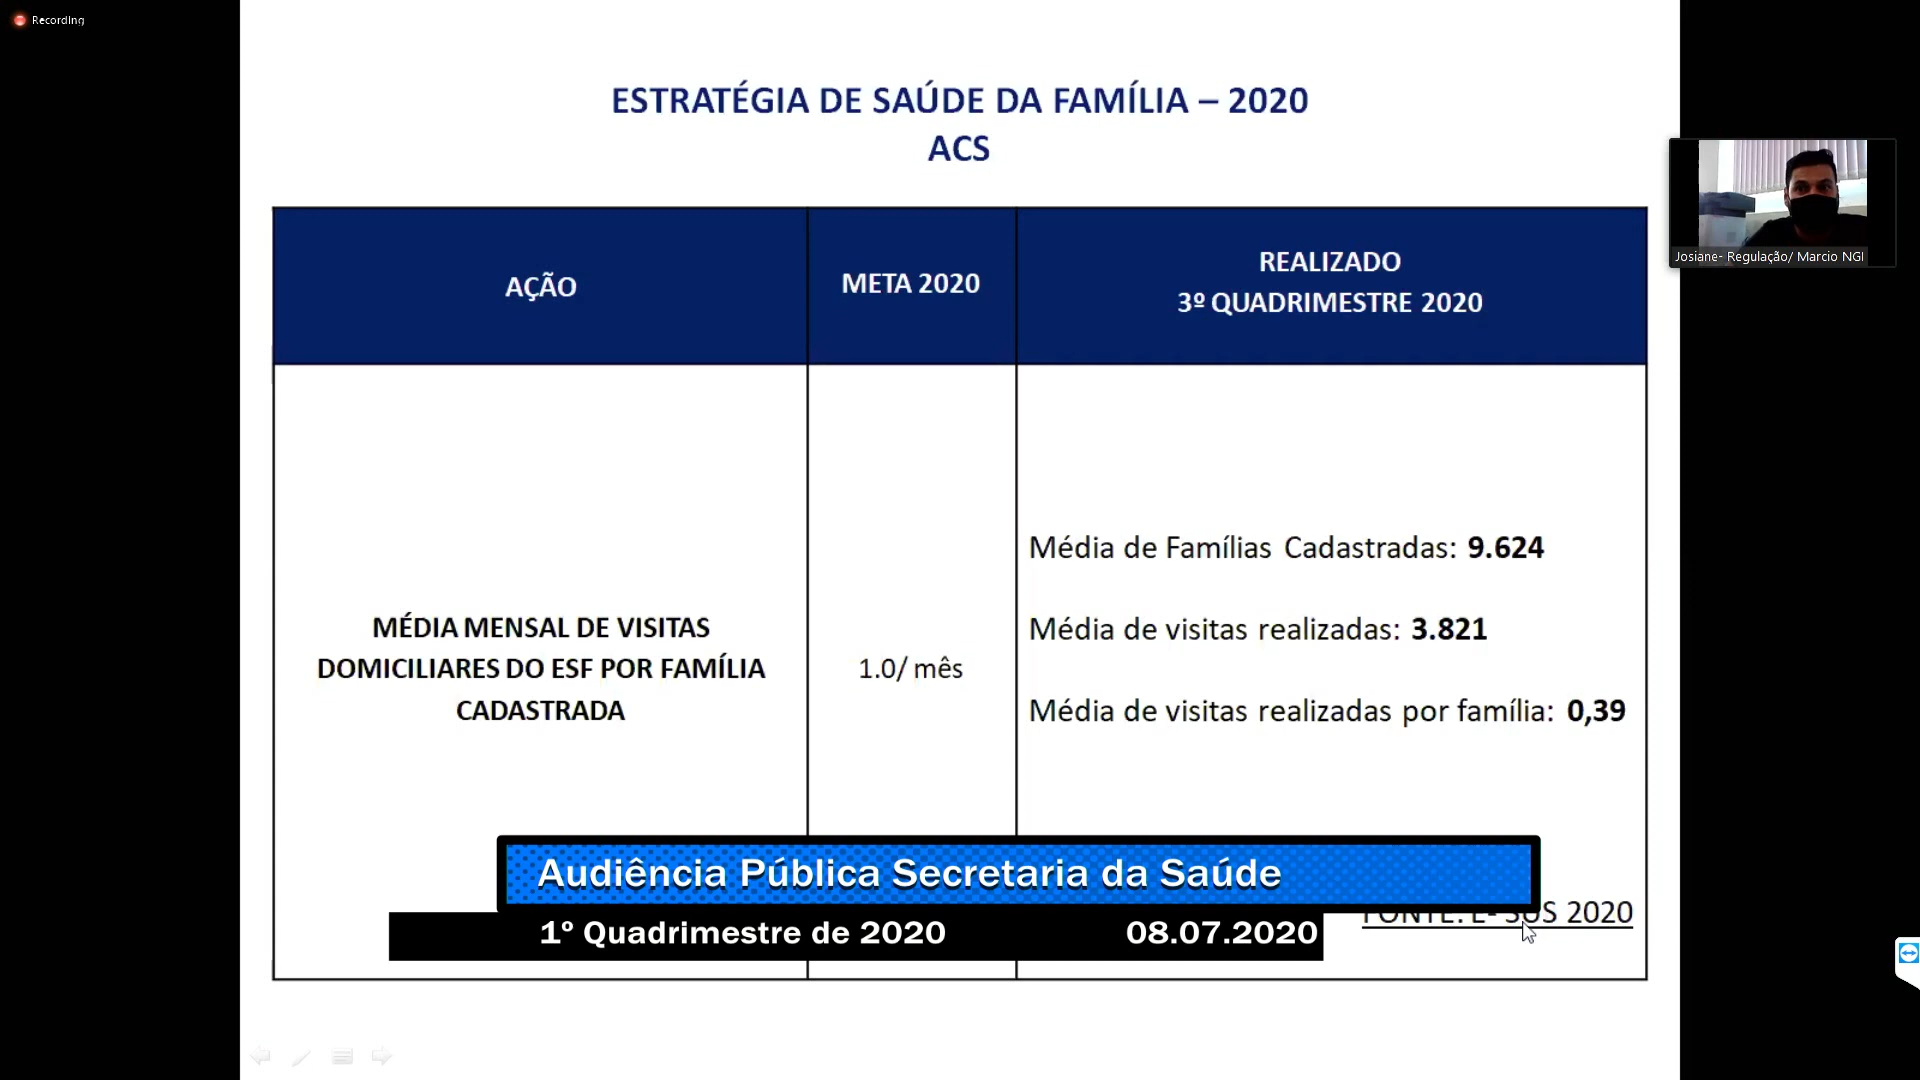 Recording
ESTRATÉGIA DE SAÚDE DA FAMÍLIA – 2020
ACS
AÇÃO
META 2020
REALIZADO
3º QUADRIMESTRE 2020
MÉDIA MENSAL DE VISITAS
DOMICILIARES DO ESF POR FAMÍLIA
CADASTRADA
1.0/ mês
Média de Famílias Cadastradas: 9.624
Média de visitas realizadas: 3.821
Média de visitas realizadas por família: 0,39
FONTE: E- SUS 2020
Audiência Pública Secretaria da Saúde
1º Quadrimestre de 2020 08.07.2020
Josiane- Regulação/ Marcio NGI